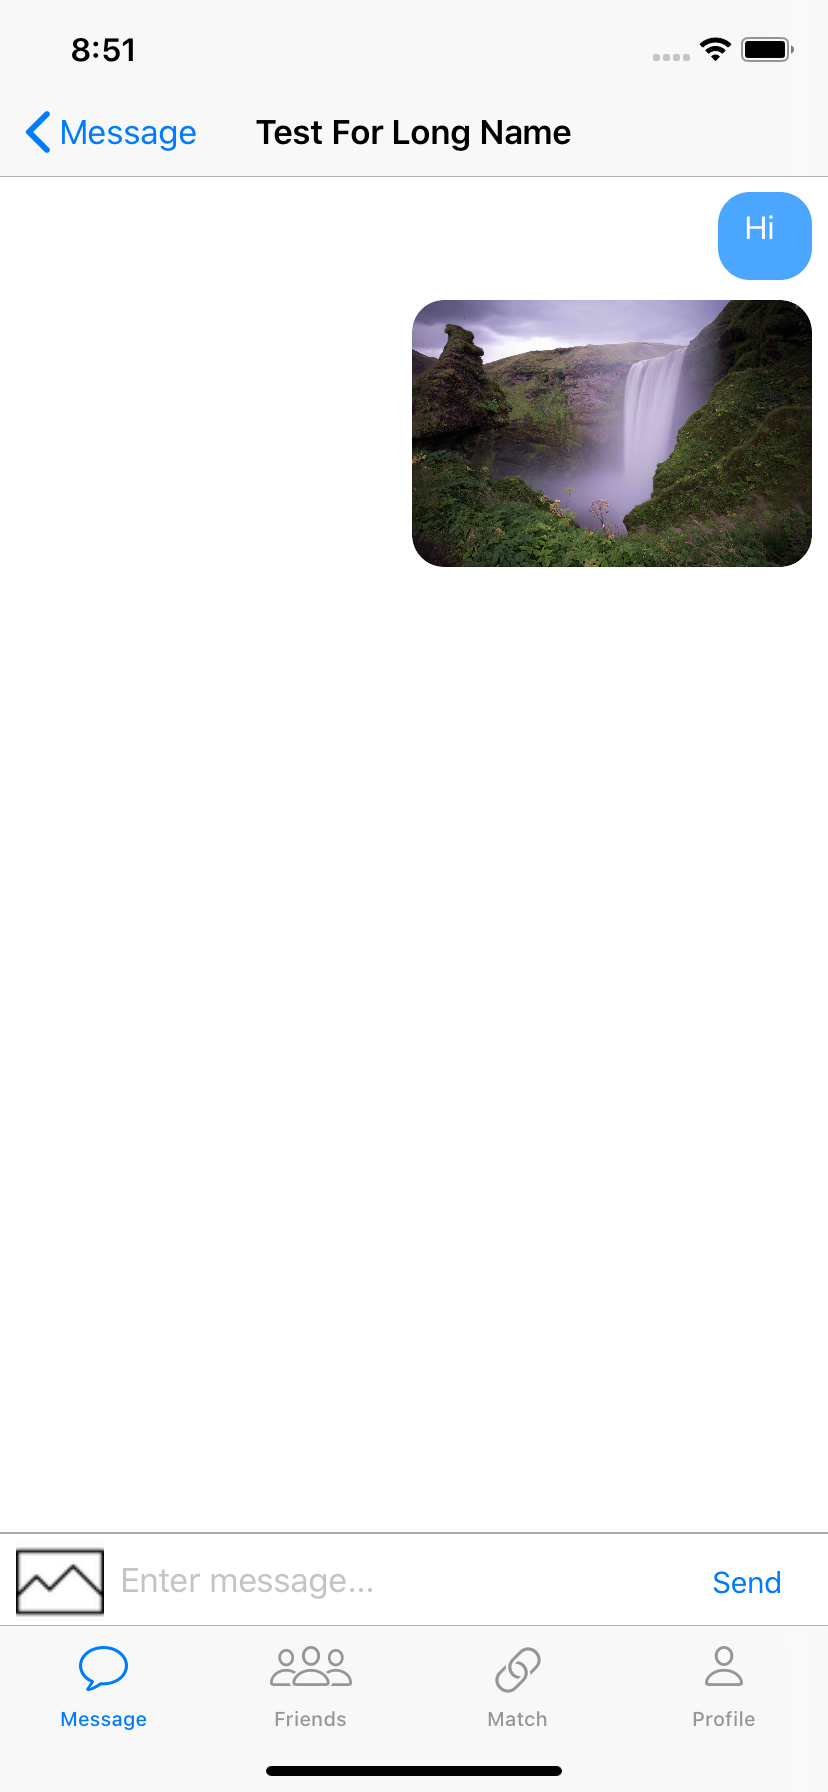 8:51
Message
Test For Long Name
Hi
Enter message...
Send
Message
Friends
Match
Profile